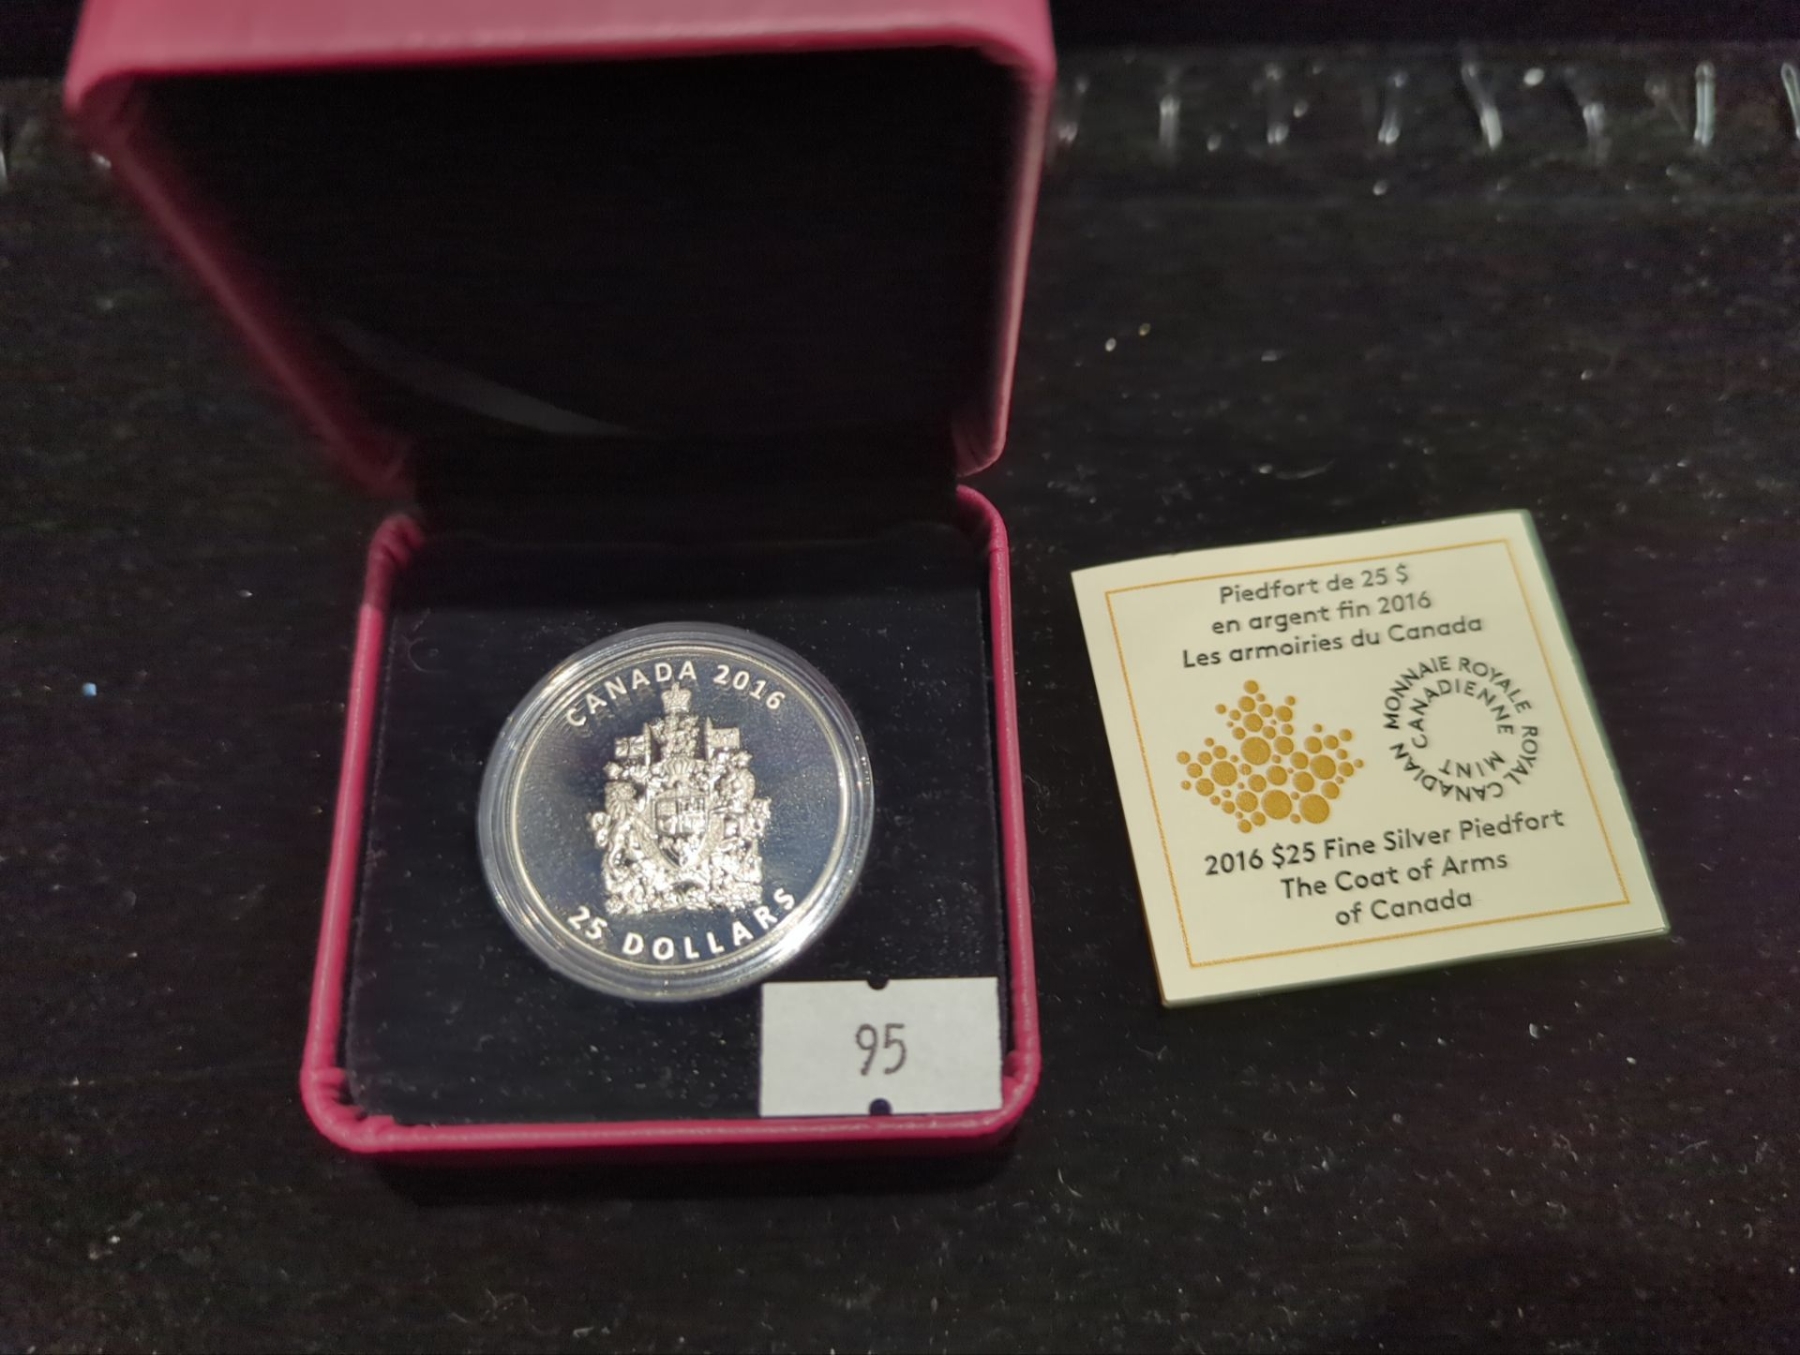 CANADA 2016
25 DOLLARS
95
Piedfort de 25 $
en argent fin 2016
Les armoiries du Canada
MONNAIE ROYALE CANADIENNE
ROYAL CANADIAN MINT
2016 $25 Fine Silver Piedfort
The Coat of Arms
of Canada